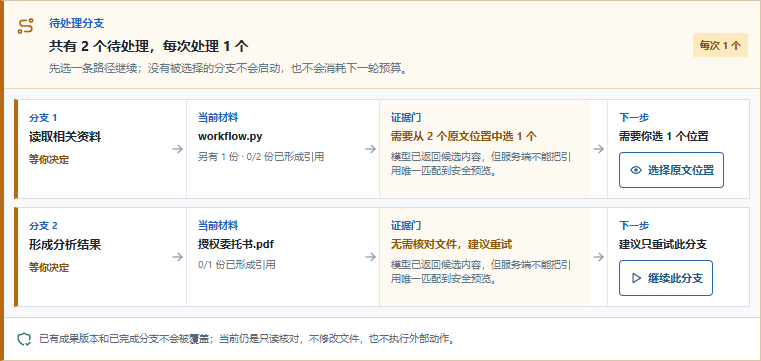 待处理分支
共有 2 个待处理，每次处理 1 个
先选一条路径继续；没有被选择的分支不会启动，也不会消耗下一轮预算。
每次 1 个
分支 1
读取相关资料
等你决定
当前材料
workflow.py
另有 1 份 · 0/2 份已形成引用
证据门
需要从 2 个原文位置中选 1 个
模型已返回候选内容，但服务端不能把引
用唯一匹配到安全预览。
下一步
需要你选 1 个位置
选择原文位置
分支 2
形成分析结果
等你决定
当前材料
授权委托书.pdf
0/1 份已形成引用
证据门
无需核对文件，建议重试
模型已返回候选内容，但服务端不能把引
用唯一匹配到安全预览。
下一步
建议只重试此分支
继续此分支
已有成果版本和已完成分支不会被覆盖；当前仍是只读核对，不修改文件，也不执行外部动作。